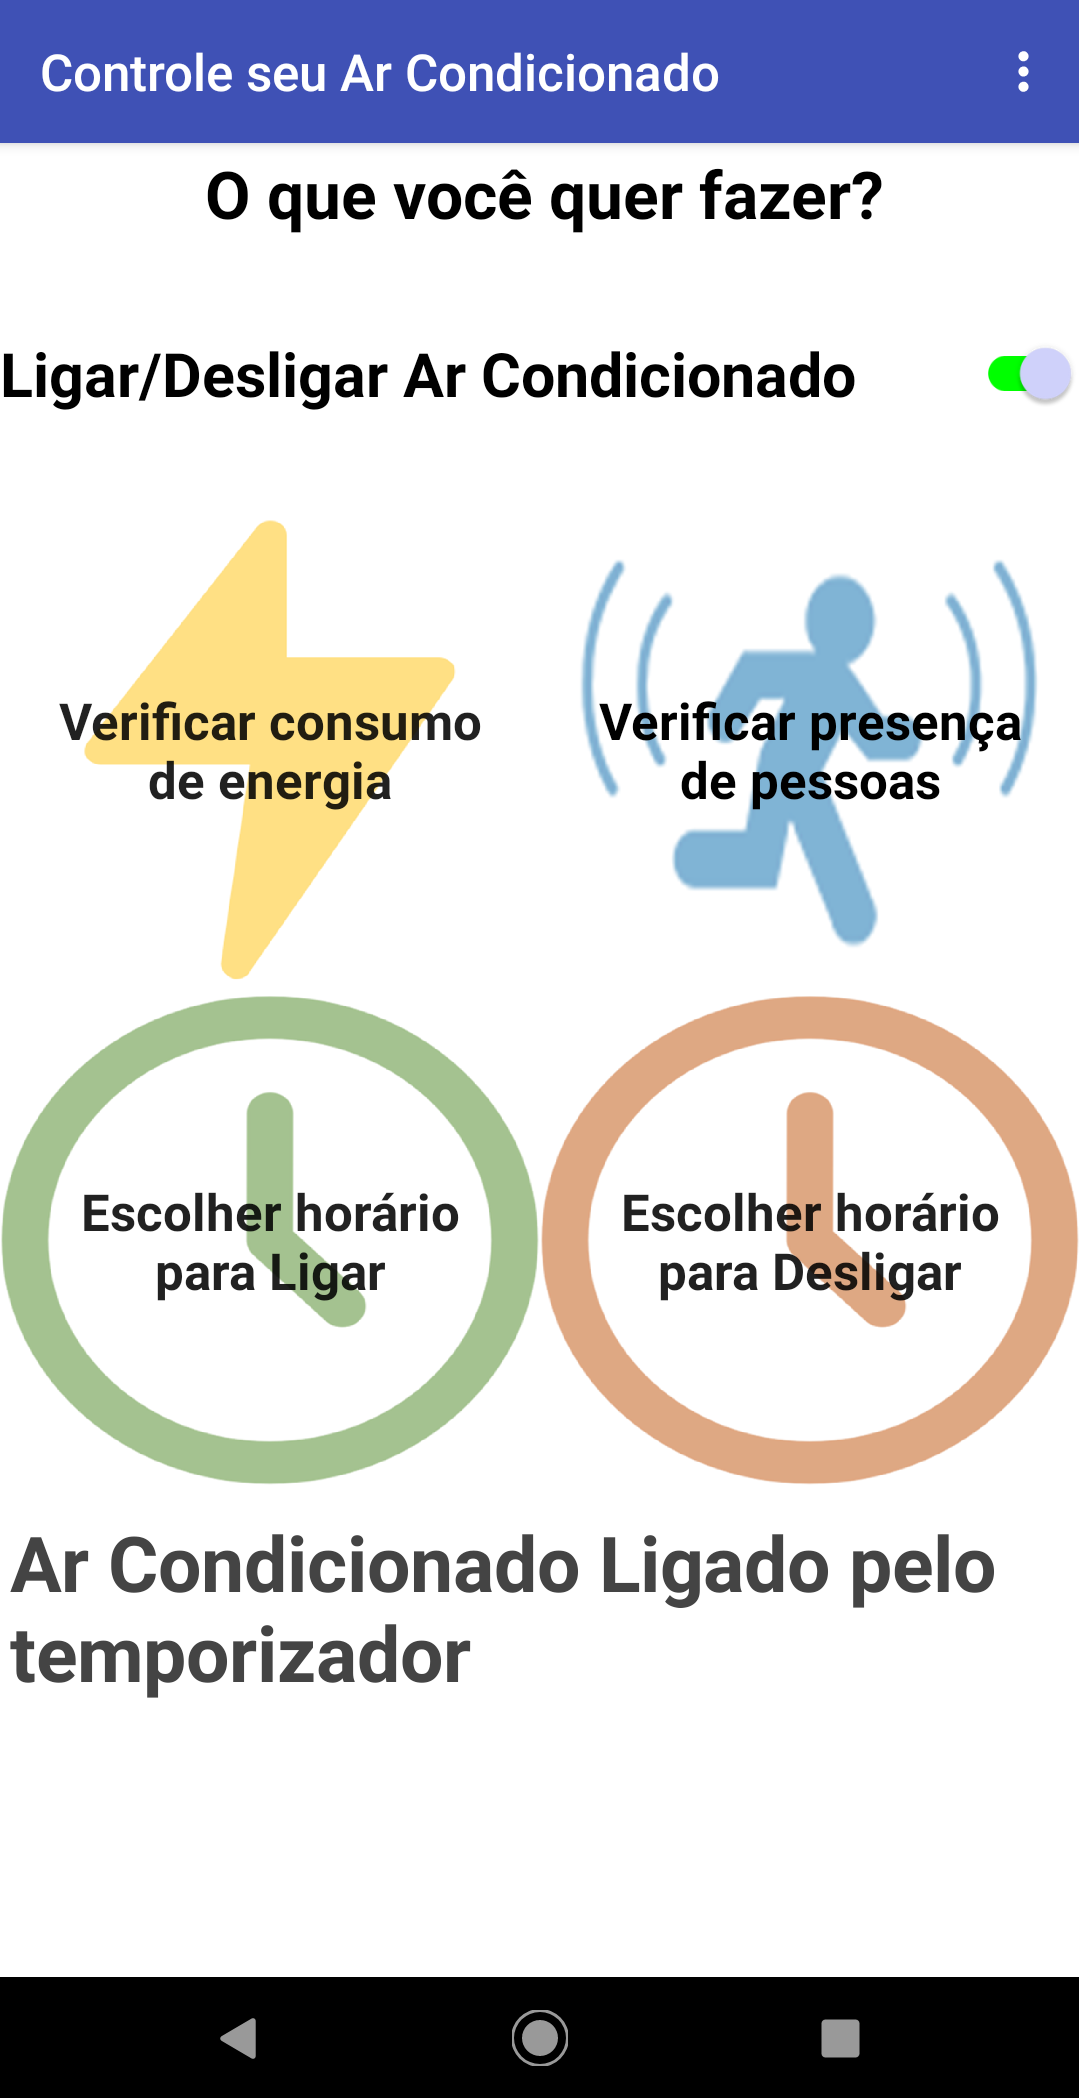 Controle seu Ar Condicionado
O que você quer fazer?
Ligar/Desligar Ar Condicionado
Verificar consumo
de energia
Verificar presença
de pessoas
Escolher horário
para Ligar
Escolher horário
para Desligar
Ar Condicionado Ligado pelo
temporizador